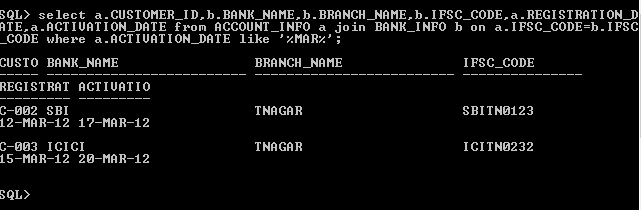 SQL> select a.CUSTOMER_ID,b.BANK_NAME,b.BRANCH_NAME,b.IFSC_CODE,a.REGISTRATION_D
ATE,a.ACTIVATION_DATE from ACCOUNT_INFO a join BANK_INFO b on a.IFSC_CODE=b.IFSC
_CODE where a.ACTIVATION_DATE like '%MAR%';
CUSTO BANK_NAME BRANCH_NAME IFSC_CODE
----- ------------------------- ------------------------- ---------------
REGISTRAT ACTIVATIO
--------- ---------
C-002 SBI TNAGAR SBITN0123
12-MAR-12 17-MAR-12
C-003 ICICI TNAGAR ICITN0232
15-MAR-12 20-MAR-12
SQL>